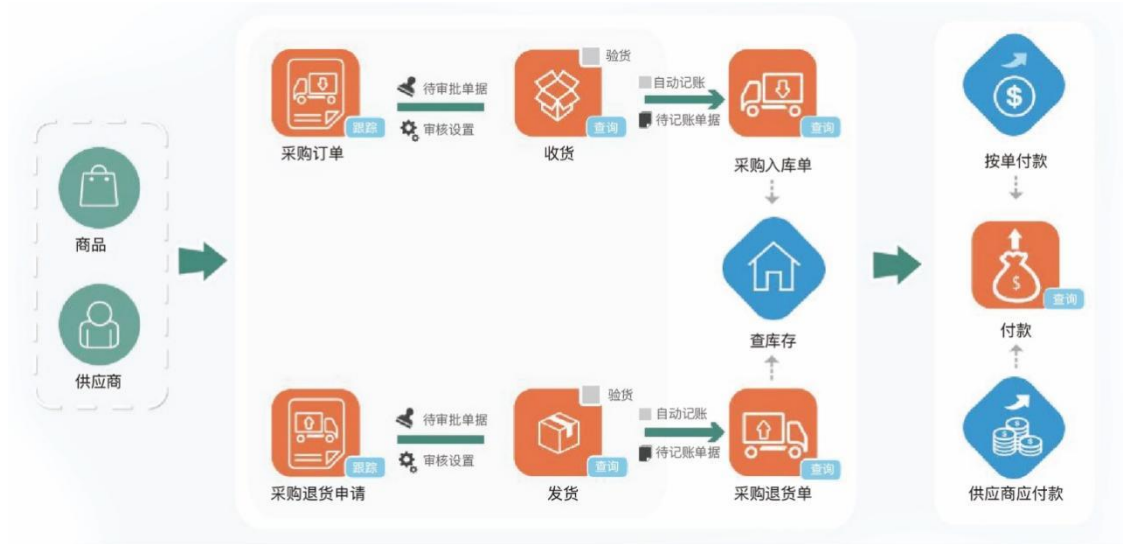 商品
供应商
验货
待审批单据
自动记账
跟踪
审核设置
查询
待记账单据
查询
采购订单
收货
采购入库单
查库存
验货
待审批单据
自动记账
跟踪
审核设置
查询
待记账单据
查询
采购退货申请
发货
采购退货单
$
按单付款
$
查询
付款
供应商应付款